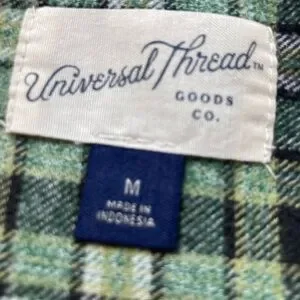 Universal Thread™
GOODS
CO.
M
MADE IN
INDONESIA